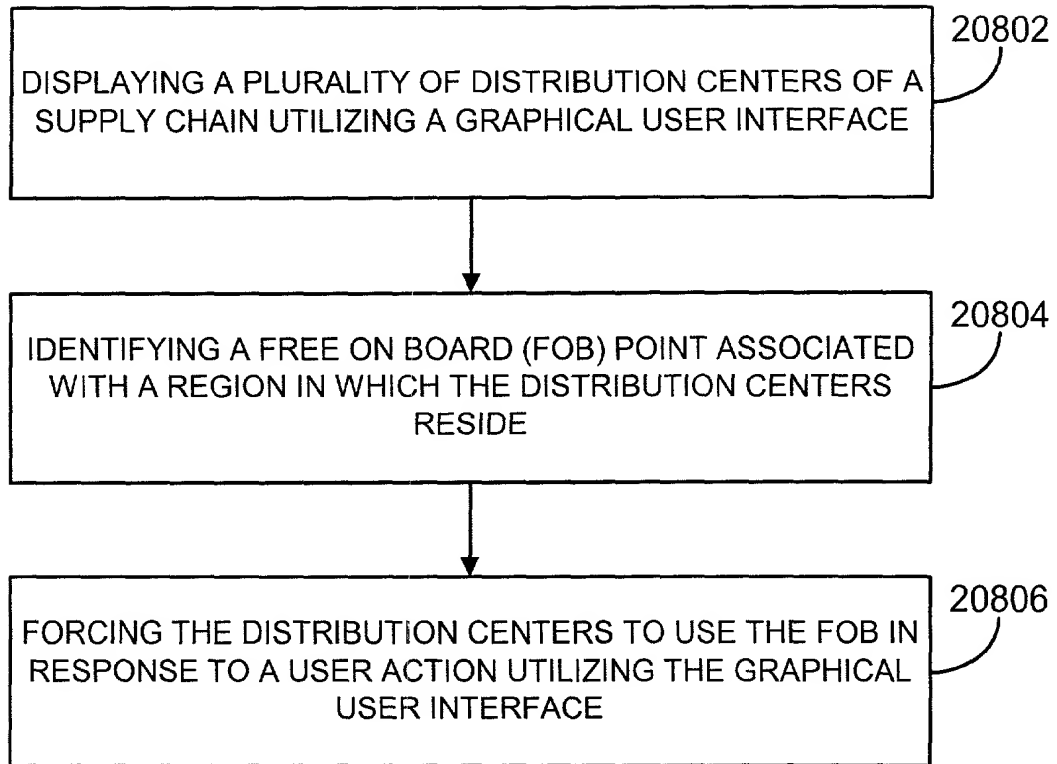 20802
DISPLAYING A PLURALITY OF DISTRIBUTION CENTERS OF A
SUPPLY CHAIN UTILIZING A GRAPHICAL USER INTERFACE
20804
IDENTIFYING A FREE ON BOARD (FOB) POINT ASSOCIATED
WITH A REGION IN WHICH THE DISTRIBUTION CENTERS
RESIDE
20806
FORCING THE DISTRIBUTION CENTERS TO USE THE FOB IN
RESPONSE TO A USER ACTION UTILIZING THE GRAPHICAL
USER INTERFACE